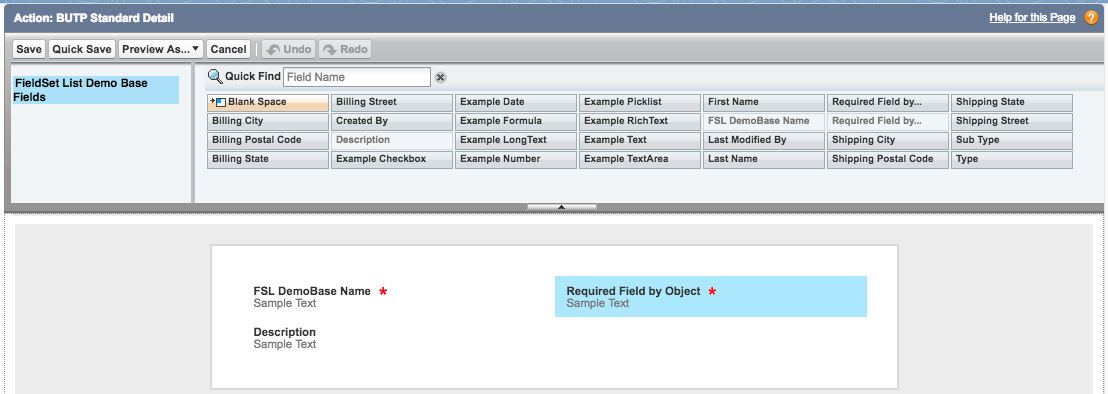 Action: BUTP Standard Detail Help for this Page ?
Save Quick Save Preview As... Cancel Undo Redo
FieldSet List Demo Base
Fields
Quick Find Field Name
Blank Space Billing Street Example Date Example Picklist First Name Required Field by... Shipping State
Billing City Created By Example Formula Example RichText FSL DemoBase Name Required Field by... Shipping Street
Billing Postal Code Description Example LongText Example Text Last Modified By Shipping City Sub Type
Billing State Example Checkbox Example Number Example TextArea Last Name Shipping Postal Code Type
FSL DemoBase Name * Required Field by Object *
Sample Text Sample Text
Description
Sample Text